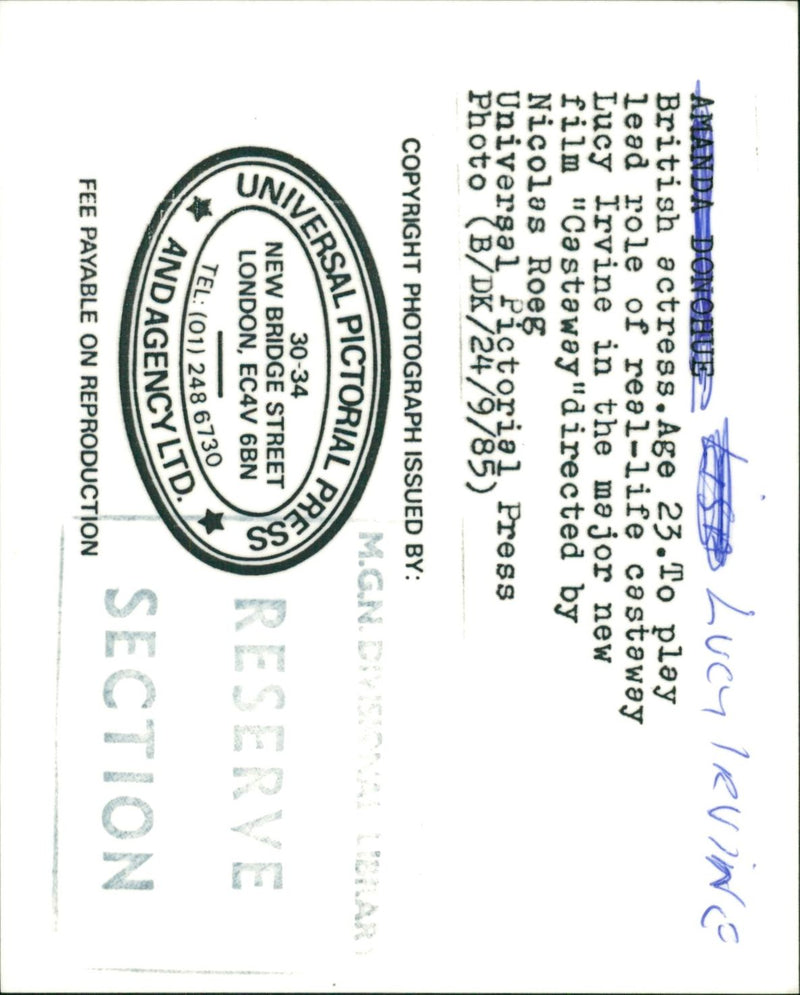 AMANDA DONOHUE Lucy IRVINE
British actress.Age 23.To play
lead role of real-life castaway
Lucy Irvine in the major new
film "Castaway"directed by
Nicolas Roeg
Universal Pictorial Press
Photo (B/DK/24/9/85)
COPYRIGHT PHOTOGRAPH ISSUED BY:
UNIVERSAL PICTORIAL PRESS
AND AGENCY LTD.
30-34
NEW BRIDGE STREET
LONDON, EC4V 6BN
TEL: (01) 248 6730
FEE PAYABLE ON REPRODUCTION
M.G.N. DIVISIONAL LIBRARY
RESERVE
SECTION